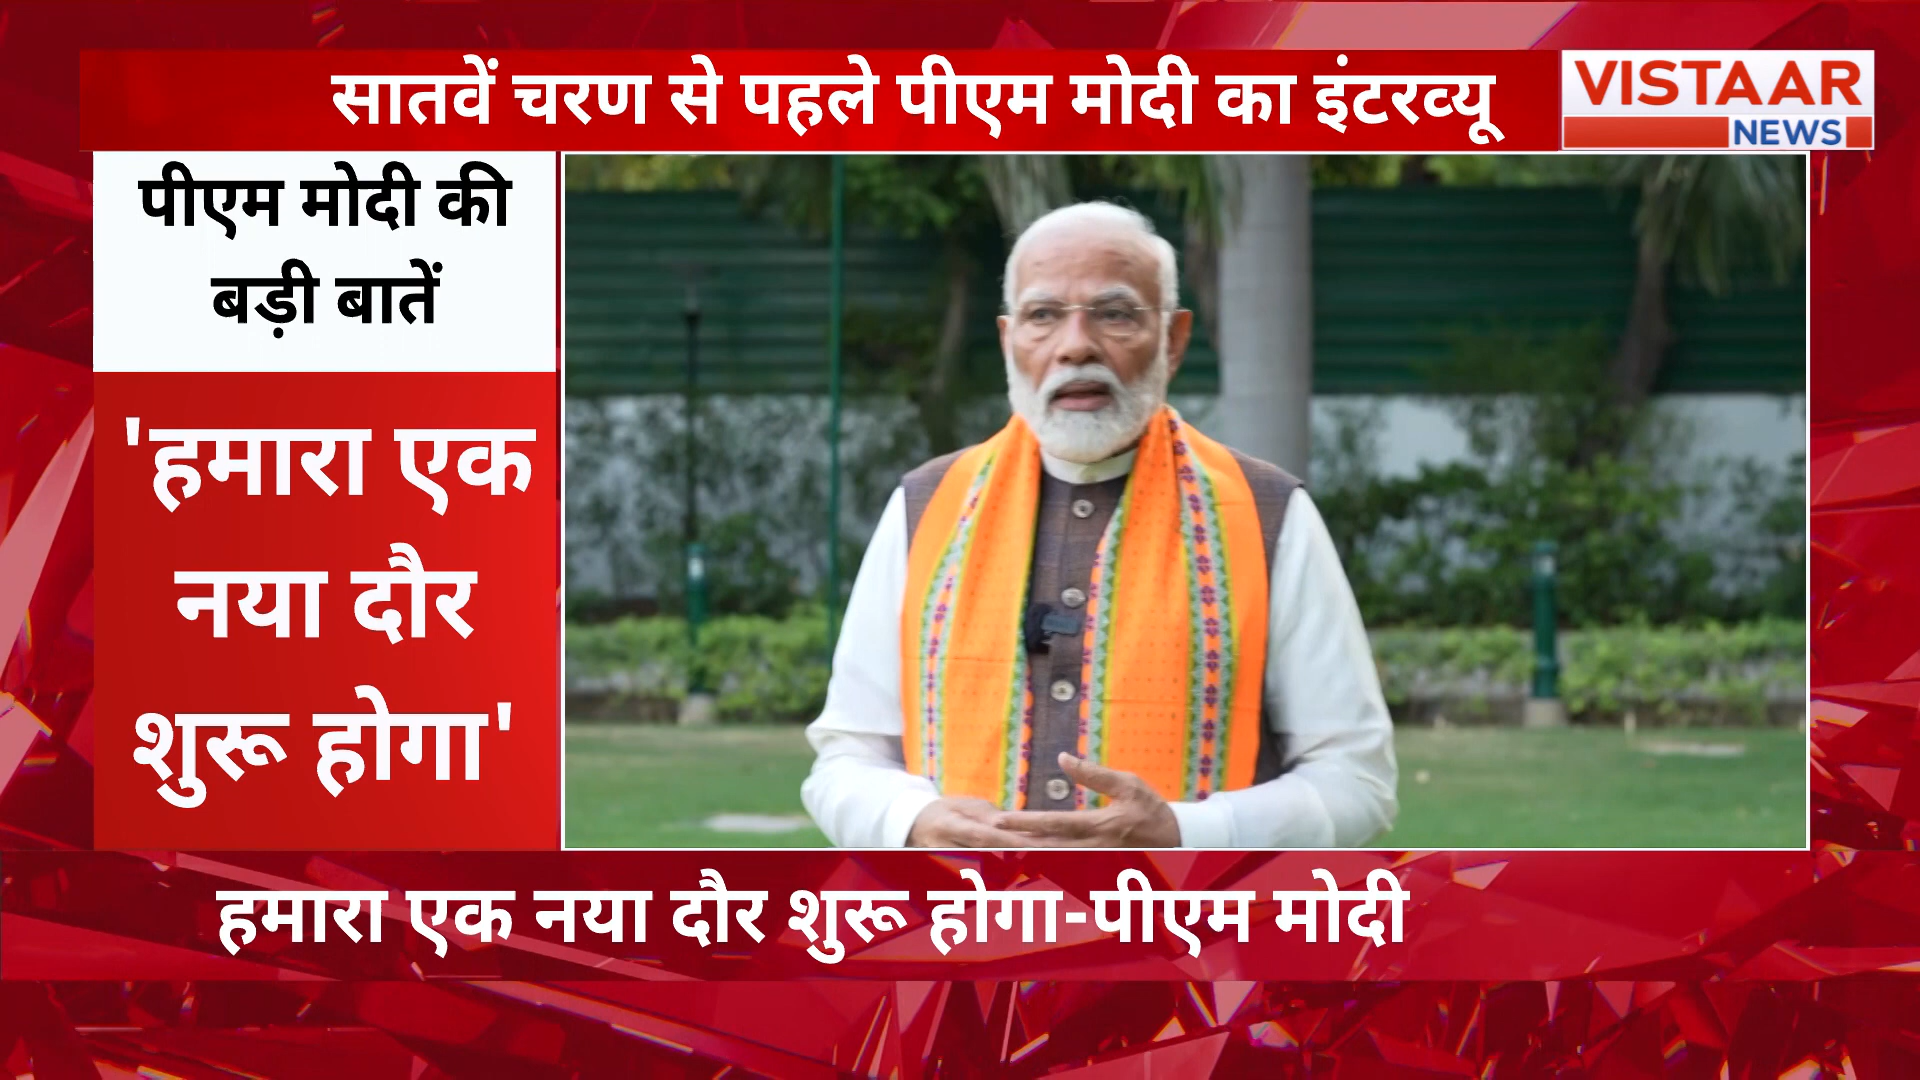 सातवें चरण से पहले पीएम मोदी का इंटरव्यू
VISTAAR
NEWS
पीएम मोदी की
बड़ी बातें
'हमारा एक
नया दौर
शुरू होगा'
हमारा एक नया दौर शुरू होगा-पीएम मोदी